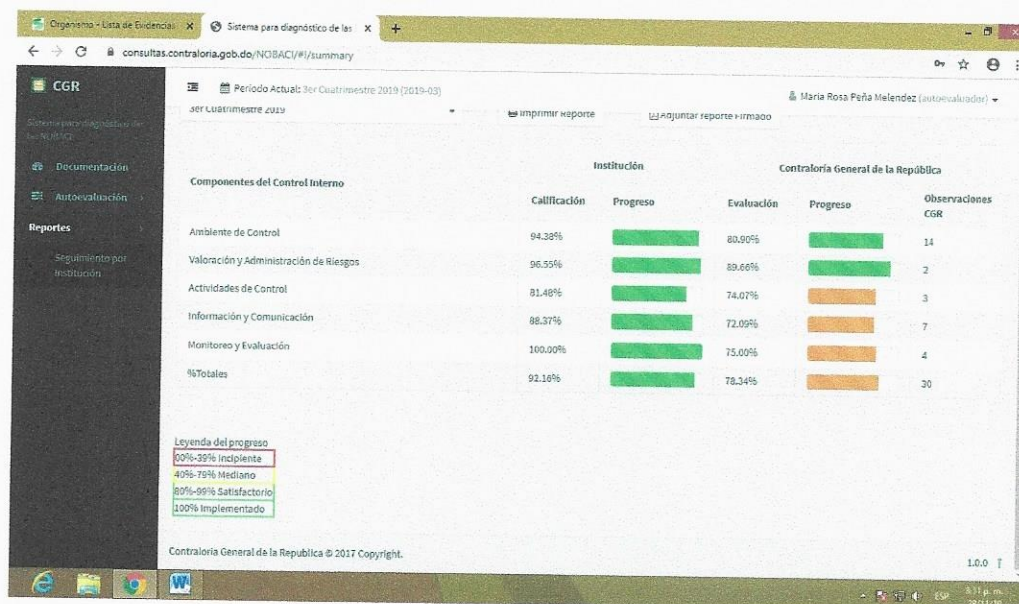 Organismo - Lista de Evidencias
Sistema para diagnóstico de las
consultas.contraloria.gob.do/NOBACI/#!/summary
CGR
Periodo Actual: 3er Cuatrimestre 2019 (2019-03)
Maria Rosa Peña Melendez (autoevaluador)
Sistema para diagnóstico de las NOBACI
3er Cuatrimestre 2019
Imprimir Reporte
Adjuntar reporte Firmado
Documentación
Autoevaluación
Reportes
Seguimiento por Institución
Institución
Contraloría General de la República
Componentes del Control Interno
Calificación Progreso Evaluación Progreso Observaciones CGR
Ambiente de Control 94.38% 80.90% 14
Valoración y Administración de Riesgos 96.55% 89.66% 2
Actividades de Control 81.48% 74.07% 3
Información y Comunicación 88.37% 72.09% 7
Monitoreo y Evaluación 100.00% 75.00% 4
%Totales 92.16% 78.34% 30
Leyenda del progreso
00%-39% Incipiente
40%-79% Mediano
80%-99% Satisfactorio
100% Implementado
Contraloria General de la Republica © 2017 Copyright.
1.0.0
ESP